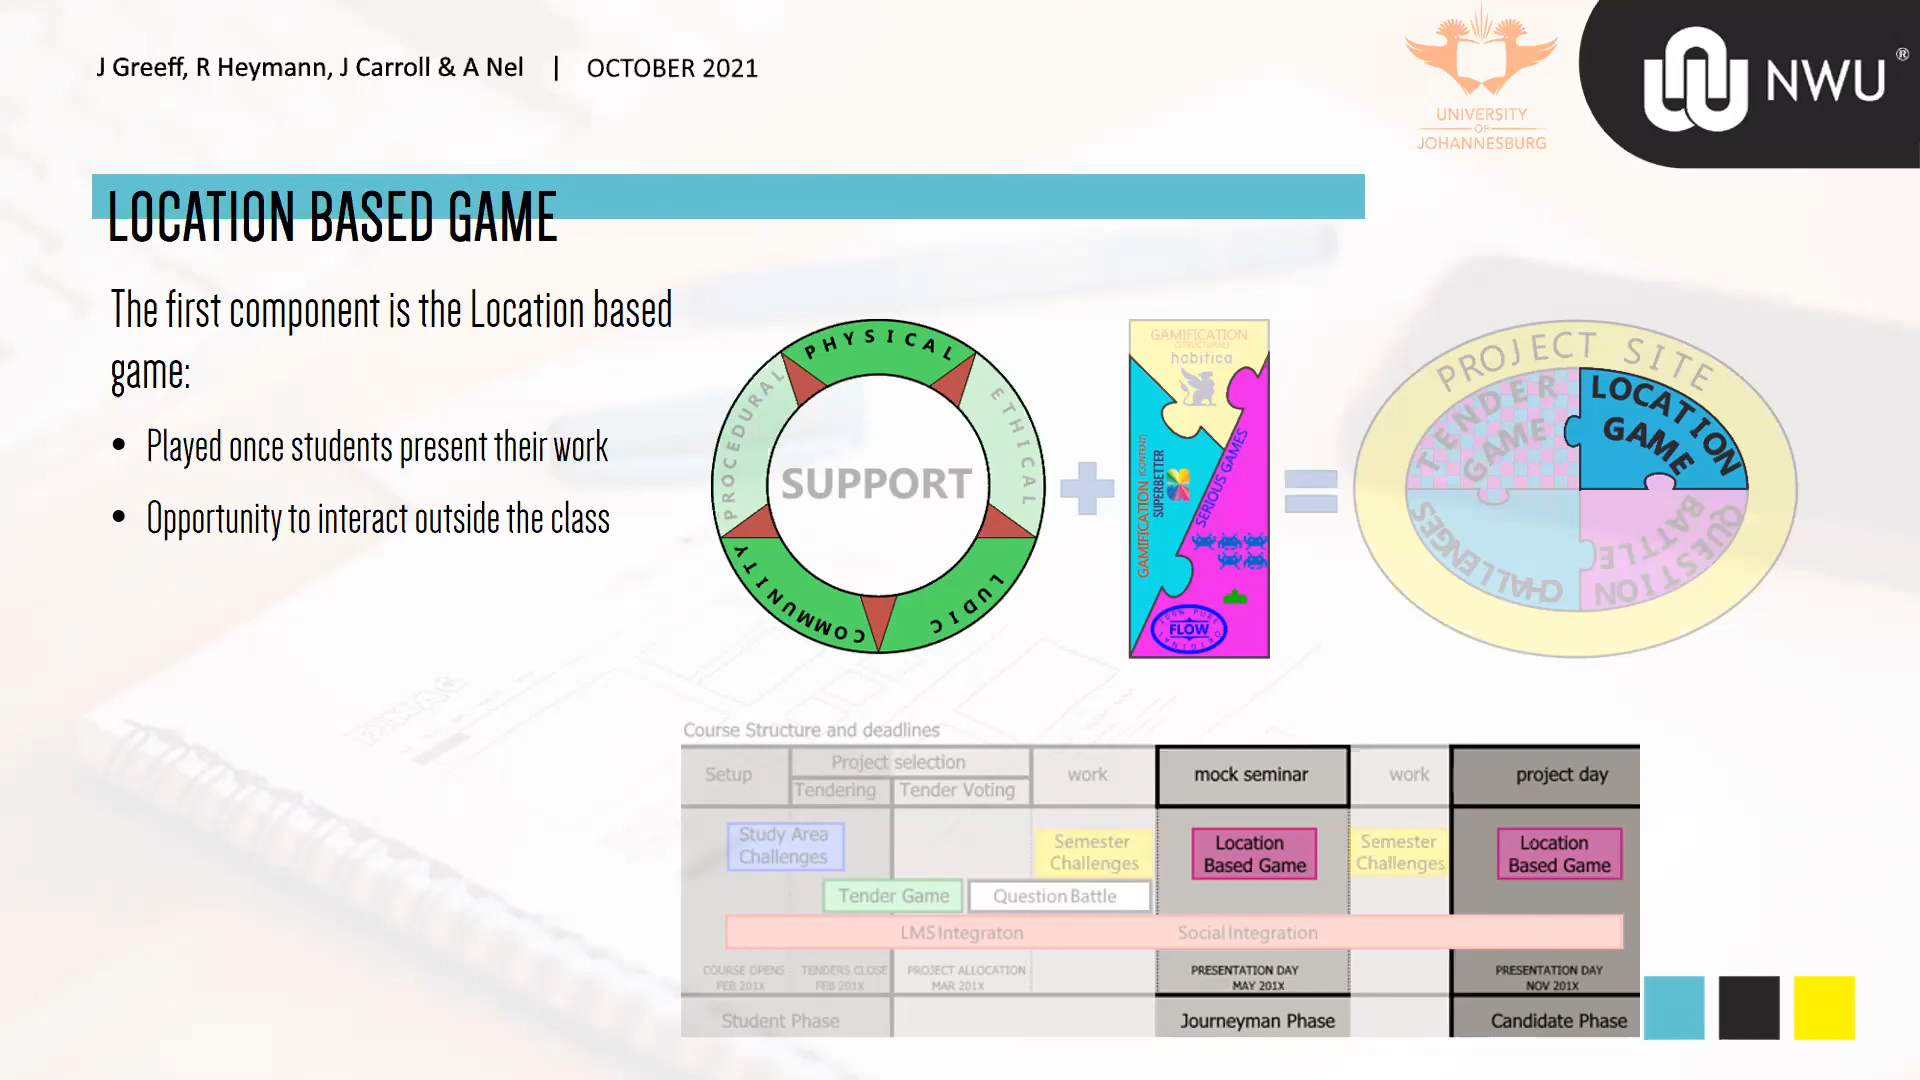 J Greeff, R Heymann, J Carroll & A Nel | OCTOBER 2021
UNIVERSITY
OF
JOHANNESBURG
NWU®
LOCATION BASED GAME
The first component is the Location based
game:
• Played once students present their work
• Opportunity to interact outside the class
PHYSICAL
ETHICAL
LUDIC
COMMUNITY
PROCEDURAL
SUPPORT
+
GAMIFICATION
(STRUCTURAL)
habitica
GAMIFICATION (CONTENT)
SUPERBETTER
SERIOUS GAMES
100% PURE
FLOW
ORIGINAL
=
PROJECT SITE
TENDER
GAME
LOCATION
GAME
CHALLENGES
QUESTION
BATTLE
Course Structure and deadlines
Setup
Project selection
Tendering
Tender Voting
work
mock seminar
work
project day
Study Area
Challenges
Semester
Challenges
Location
Based Game
Semester
Challenges
Location
Based Game
Tender Game
Question Battle
LMS Integraton
Social Integration
COURSE OPENS
FEB 201X
TENDERS CLOSE
FEB 201X
PROJECT ALLOCATION
MAR 201X
PRESENTATION DAY
MAY 201X
PRESENTATION DAY
NOV 201X
Student Phase
Journeyman Phase
Candidate Phase